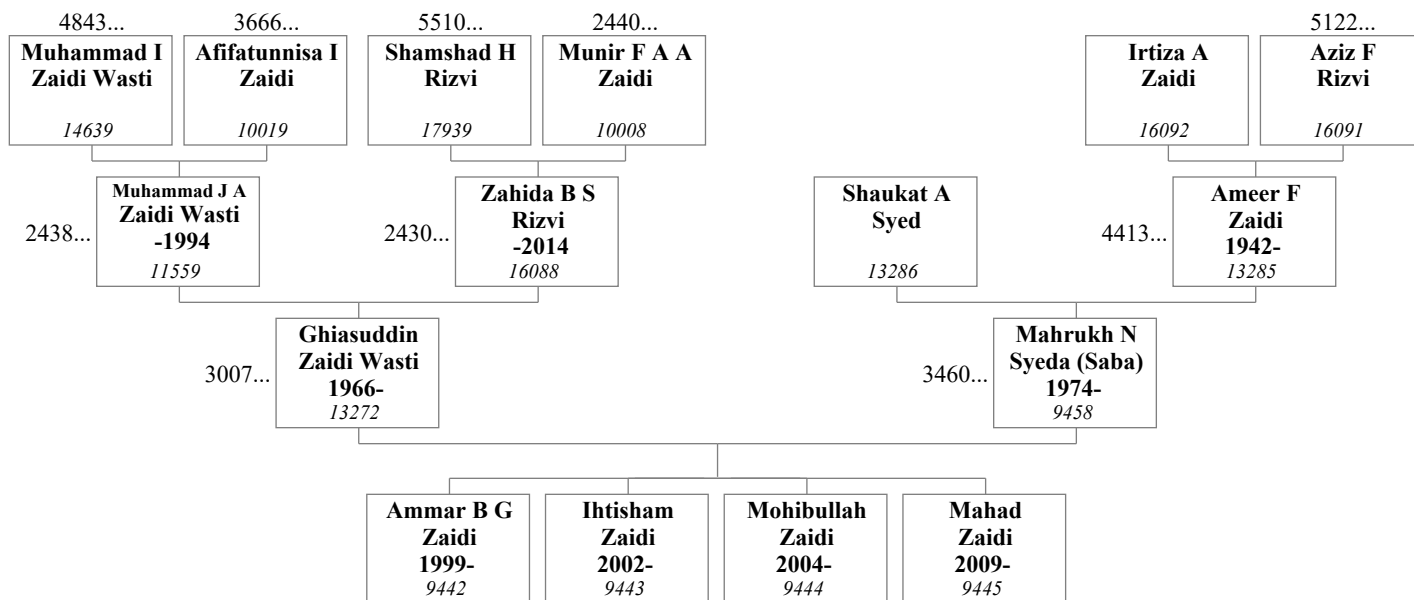 4843...
3666...
5510...
2440...
5122...
Muhammad I
Zaidi Wasti
14639
Afifatunnisa I
Zaidi
10019
Shamshad H
Rizvi
17939
Munir F A A
Zaidi
10008
Irtiza A
Zaidi
16092
Aziz F
Rizvi
16091
2438...
Muhammad J A
Zaidi Wasti
-1994
11559
2430...
Zahida B S
Rizvi
-2014
16088
Shaukat A
Syed
13286
4413...
Ameer F
Zaidi
1942-
13285
3007...
Ghiasuddin
Zaidi Wasti
1966-
13272
3460...
Mahrukh N
Syeda (Saba)
1974-
9458
Ammar B G
Zaidi
1999-
9442
Ihtisham
Zaidi
2002-
9443
Mohibullah
Zaidi
2004-
9444
Mahad
Zaidi
2009-
9445